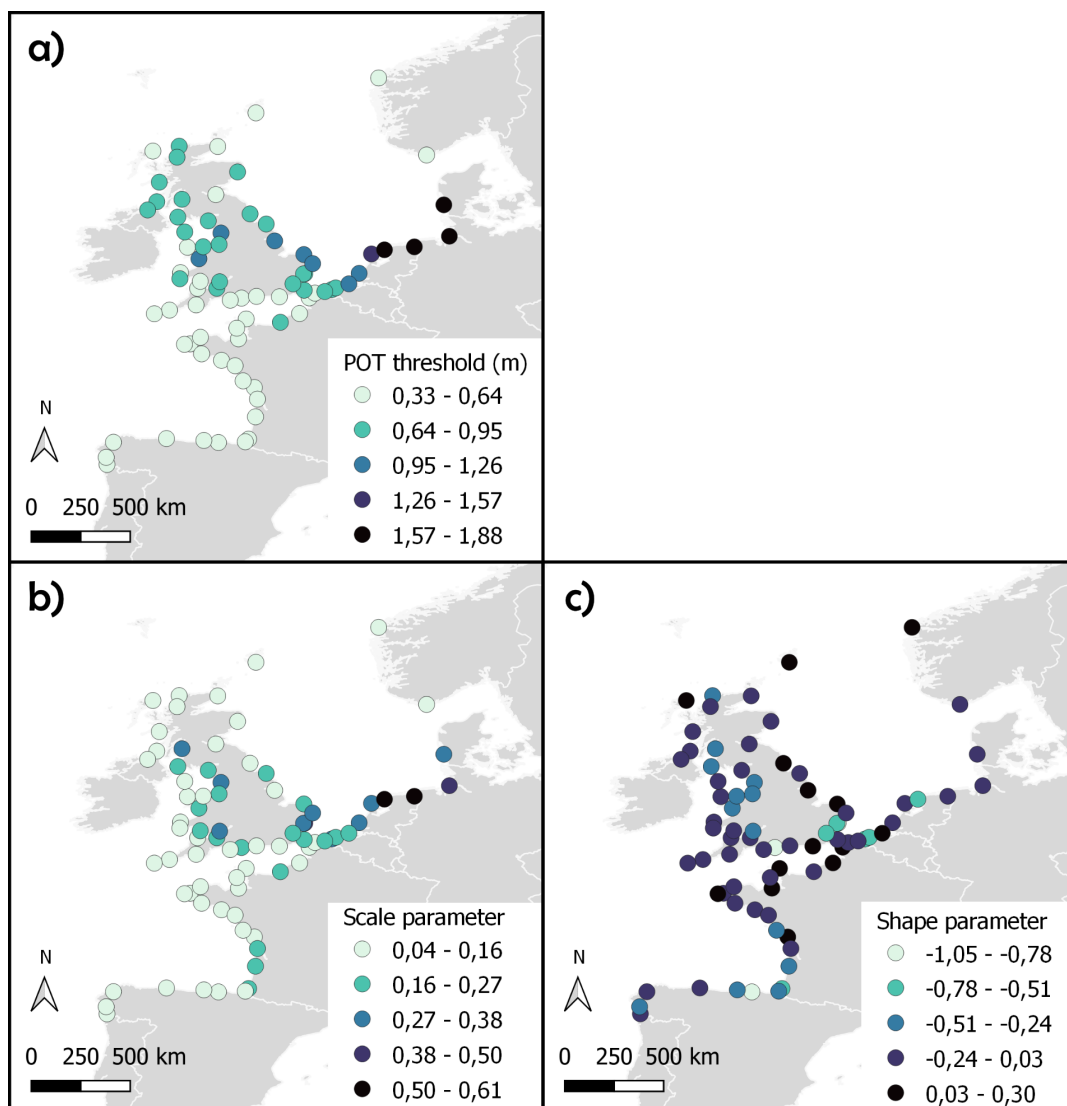 a)
POT threshold (m)
0,33 - 0,64
0,64 - 0,95
0,95 - 1,26
1,26 - 1,57
1,57 - 1,88
N
0 250 500 km
b)
Scale parameter
0,04 - 0,16
0,16 - 0,27
0,27 - 0,38
0,38 - 0,50
0,50 - 0,61
N
0 250 500 km
c)
Shape parameter
-1,05 - -0,78
-0,78 - -0,51
-0,51 - -0,24
-0,24 - 0,03
0,03 - 0,30
N
0 250 500 km